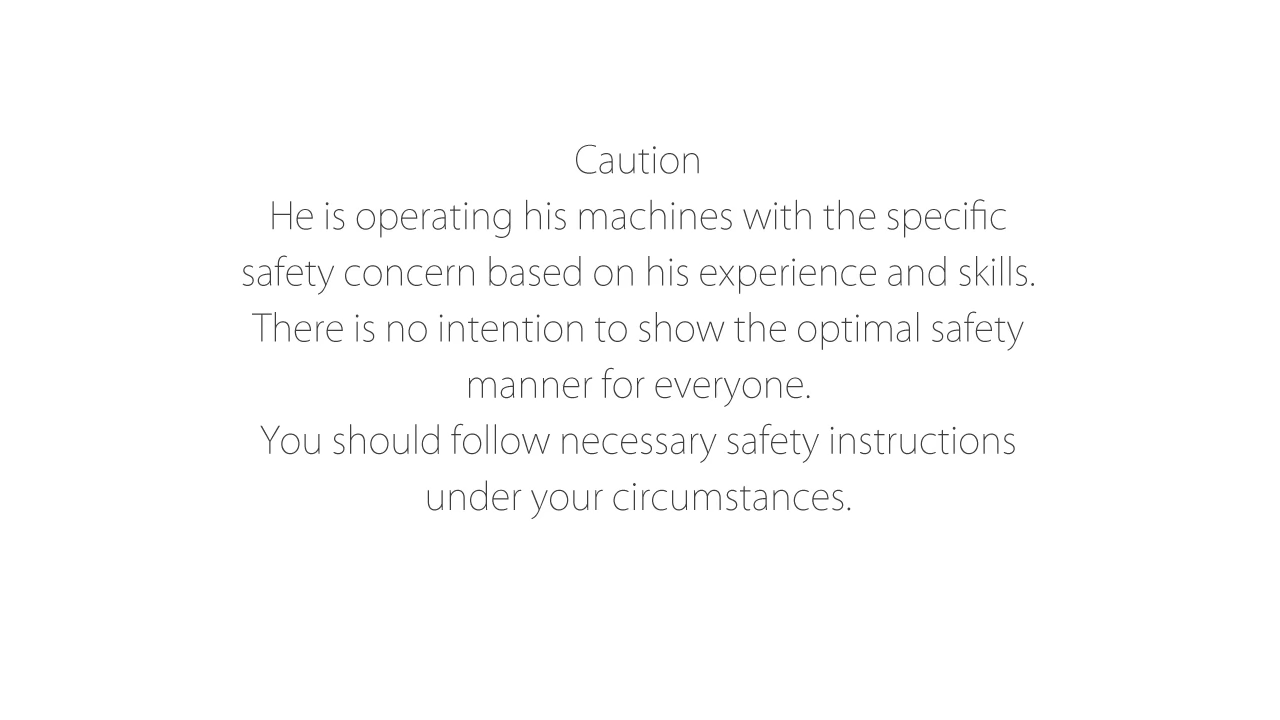 Caution
He is operating his machines with the specific
safety concern based on his experience and skills.
There is no intention to show the optimal safety
manner for everyone.
You should follow necessary safety instructions
under your circumstances.